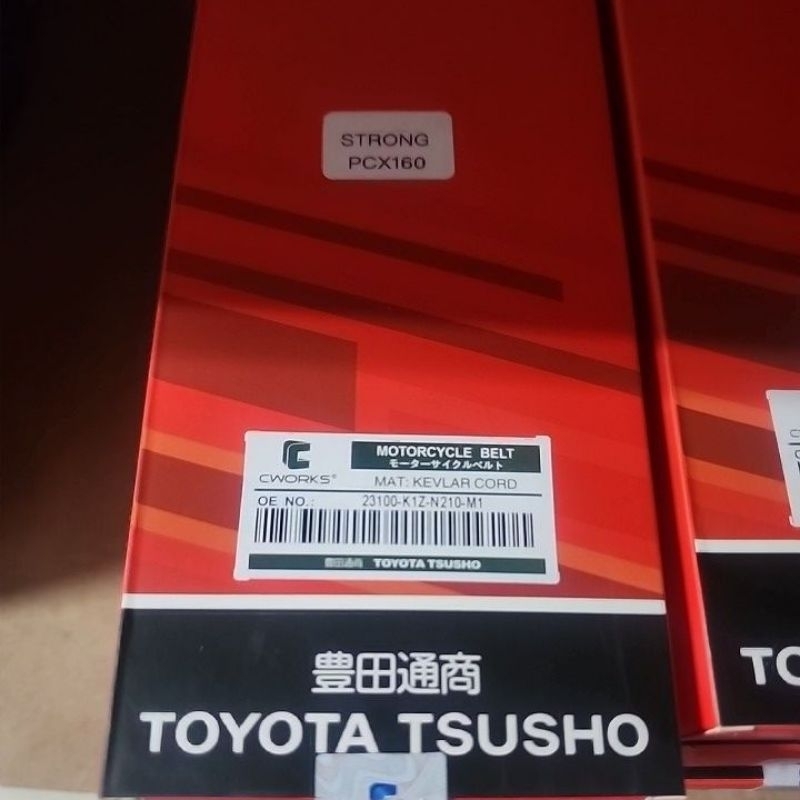 STRONG
PCX160
CWORKS®
MOTORCYCLE BELT
モーターサイクルベルト
MAT: KEVLAR CORD
OE NO.: 23100-K1Z-N210-M1
豊田通商 TOYOTA TSUSHO
豊田通商
TOYOTA TSUSHO
TO